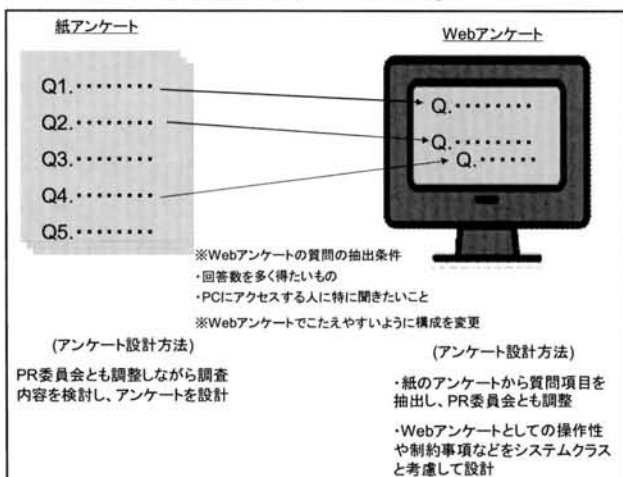 紙アンケート
Q1.‥‥‥‥
Q2.‥‥‥‥
Q3.‥‥‥‥
Q4.‥‥‥‥
Q5.‥‥‥‥
Webアンケート
Q.‥‥‥‥
Q.‥‥‥‥
Q.‥‥‥
※Webアンケートの質問の抽出条件
・回答数を多く得たいもの
・PCにアクセスする人に特に聞きたいこと
※Webアンケートでこたえやすいように構成を変更
(アンケート設計方法)
PR委員会とも調整しながら調査
内容を検討し、アンケートを設計
(アンケート設計方法)
・紙のアンケートから質問項目を
抽出し、PR委員会とも調整
・Webアンケートとしての操作性
や制約事項などをシステムクラス
と考慮して設計